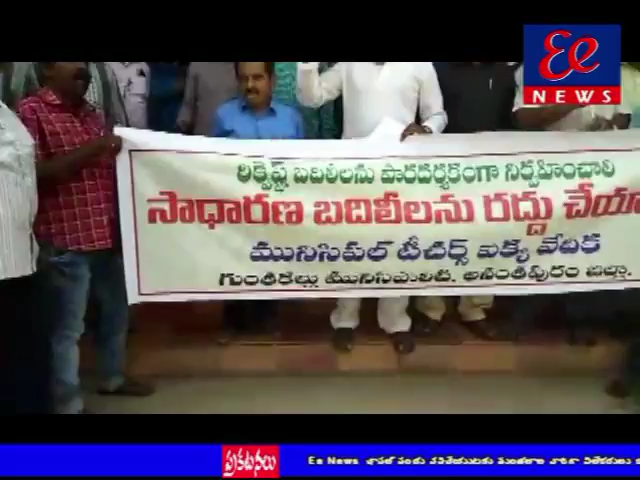 Ee
NEWS
రిక్వెస్ట్ బదిలీలను పారదర్శకంగా నిర్వహించాలి
సాధారణ బదిలీలను రద్దు చేయా
మునిసిపల్ టీచర్స్ ఐక్య వేదిక
గుంతకల్లు మునిసిపాలిటి, అనంతపురం జిల్లా.
ప్రకటనలు
Ee News